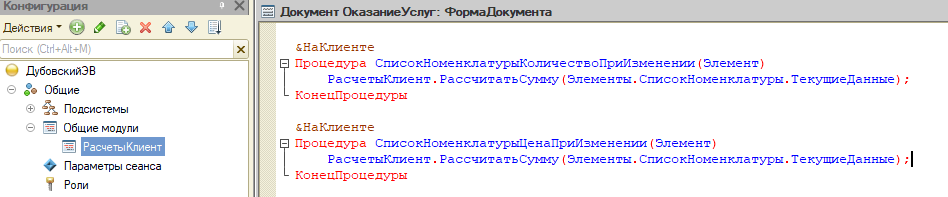 Конфигурация
Действия
Поиск (Ctrl+Alt+M)
ДубовскийЭВ
Общие
Подсистемы
Общие модули
РасчетыКлиент
Параметры сеанса
Роли
Документ ОказаниеУслуг: ФормаДокумента
&НаКлиенте
Процедура СписокНоменклатурыКоличествоПриИзменении(Элемент)
РасчетыКлиент.РассчитатьСумму(Элементы.СписокНоменклатуры.ТекущиеДанные);
КонецПроцедуры
&НаКлиенте
Процедура СписокНоменклатурыЦенаПриИзменении(Элемент)
РасчетыКлиент.РассчитатьСумму(Элементы.СписокНоменклатуры.ТекущиеДанные);
КонецПроцедуры